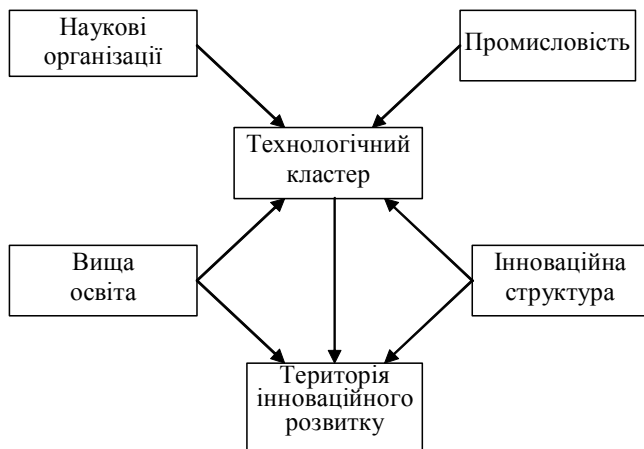 Наукові
організації
Промисловість
Технологічний
кластер
Вища
освіта
Інноваційна
структура
Територія
інноваційного
розвитку